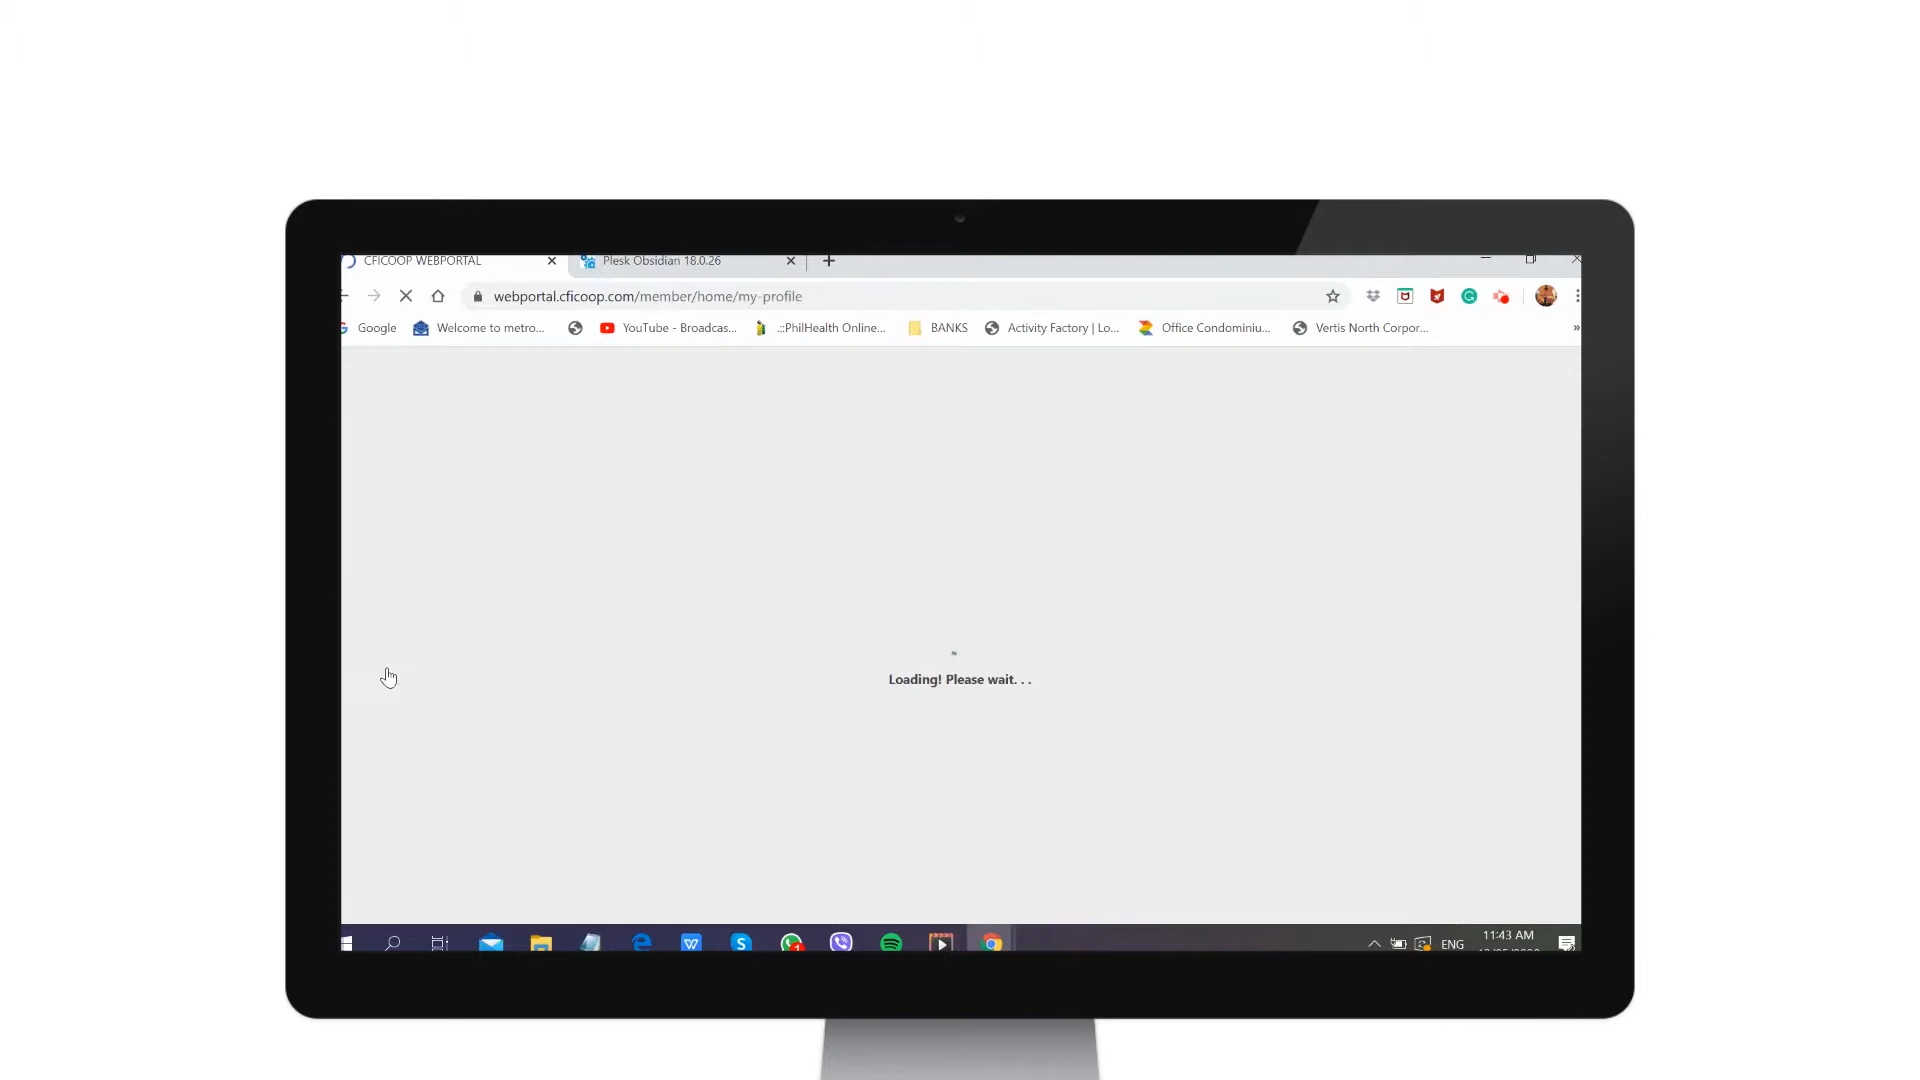 CFICOOP WEBPORTAL
Plesk Obsidian 18.0.26
webportal.cficoop.com/member/home/my-profile
Google
Welcome to metro...
YouTube - Broadcas...
.::PhilHealth Online...
BANKS
Activity Factory | Lo...
Office Condominiu...
Vertis North Corpor...
»
Loading! Please wait. . .
ENG
11:43 AM